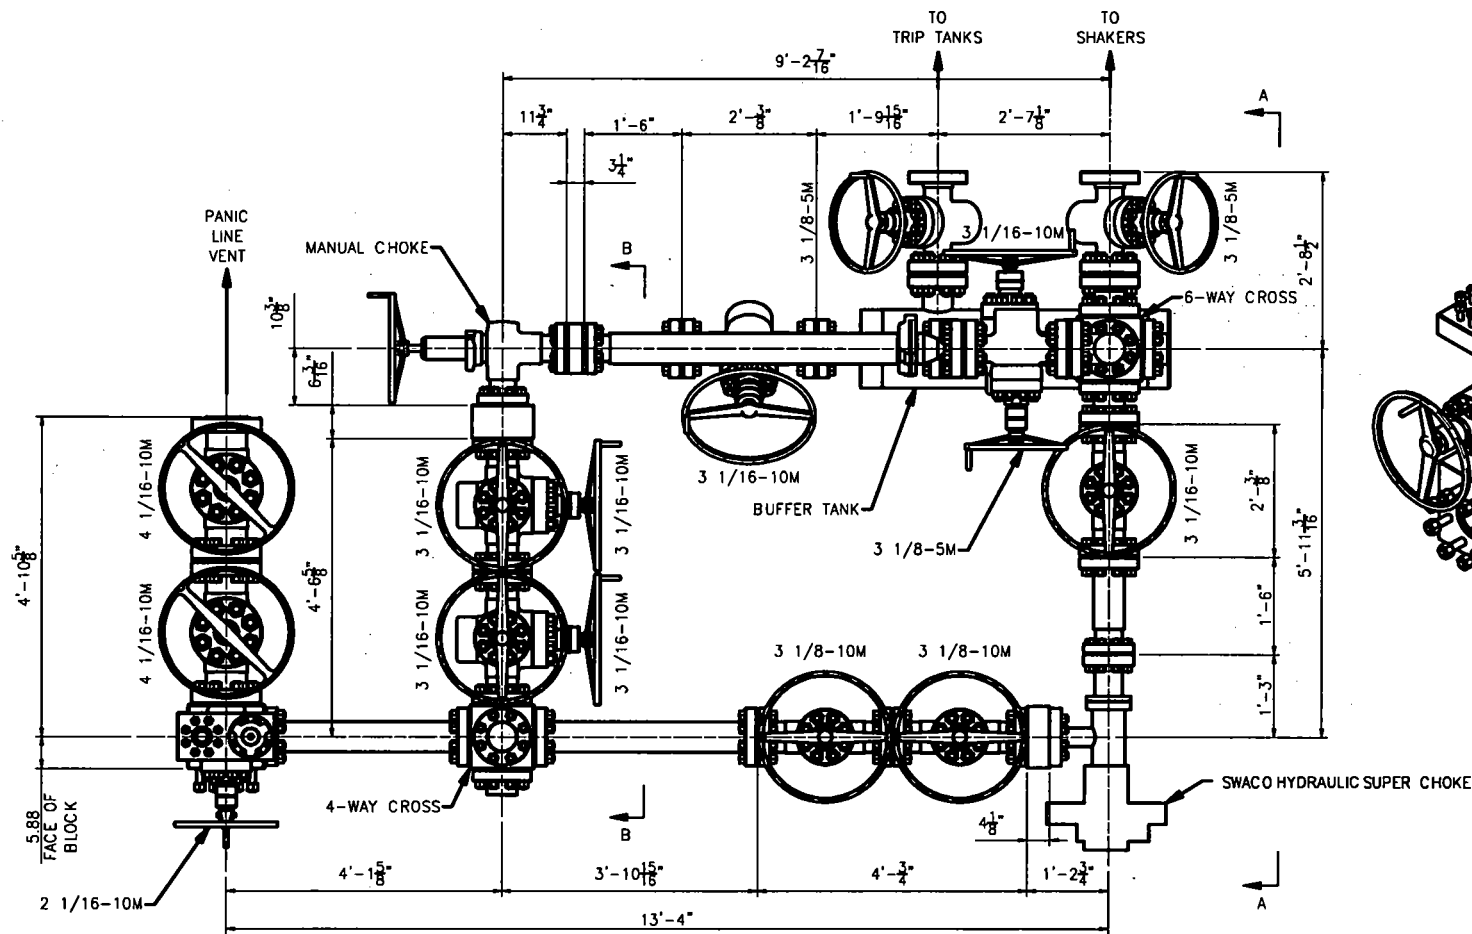 TO
TRIP TANKS
TO
SHAKERS
9'-2 7/16"
A
11 3/4"
1'-6"
2'-3/8"
1'-9 15/16"
2'-7 1/8"
3 1/4"
PANIC
LINE
VENT
MANUAL CHOKE
B
3 1/8-5M
3 1/16-10M
3 1/8-5M
2'-8 1/2"
6-WAY CROSS
10 3/8"
6 3/16"
4 1/16-10M
3 1/16-10M
3 1/16-10M
3 1/16-10M
BUFFER TANK
3 1/8-5M
3 1/16-10M
2'-3/8"
5'-11 3/16"
4'-10 5/8"
4'-6 5/8"
1'-6"
4 1/16-10M
3 1/16-10M
3 1/16-10M
3 1/8-10M
3 1/8-10M
1'-3"
5.88
FACE OF
BLOCK
4-WAY CROSS
B
4 1/8"
SWACO HYDRAULIC SUPER CHOKE
A
2 1/16-10M
4'-1 5/8"
3'-10 15/16"
4'-3/4"
1'-2 3/4"
13'-4"